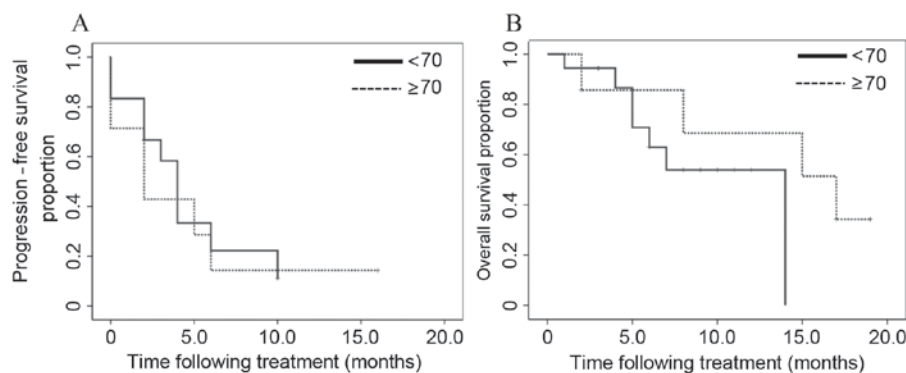 A
<70
≥70
Progression-free survival
proportion
1.0
0.8
0.6
0.4
0.2
0
0 5.0 10.0 15.0 20.0
Time following treatment (months)
B
<70
≥70
Overall survival proportion
1.0
0.8
0.6
0.4
0.2
0
0 5.0 10.0 15.0 20.0
Time following treatment (months)